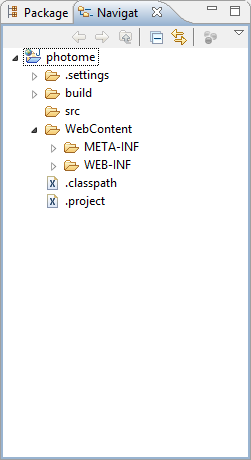 Package Navigat
photome
.settings
build
src
WebContent
META-INF
WEB-INF
.classpath
.project